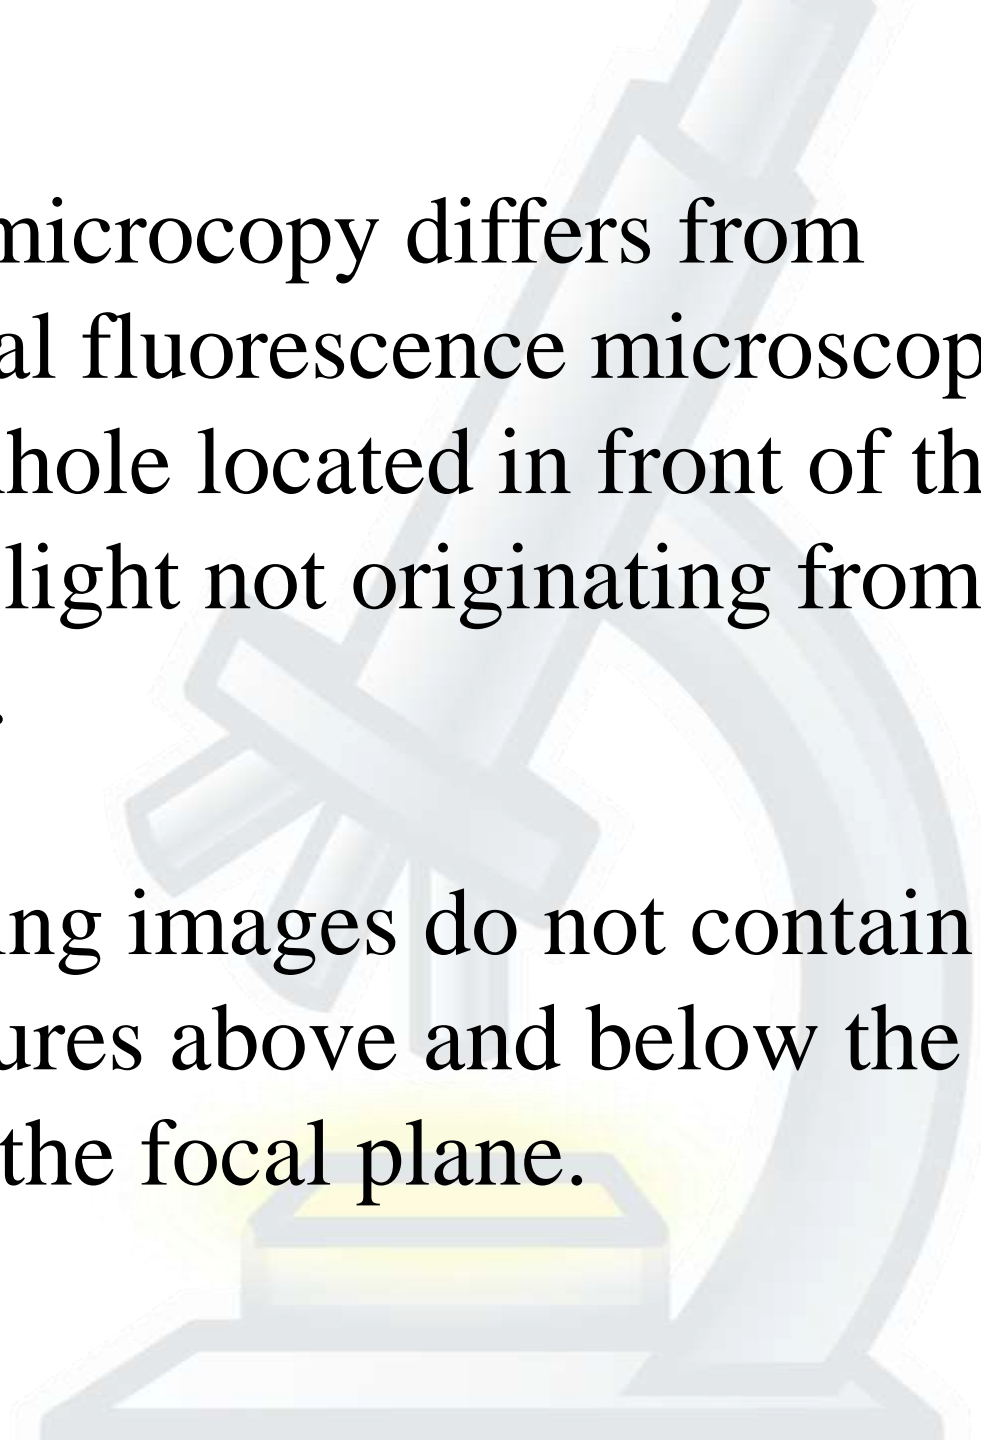 microcopy differs from
al fluorescence microscop
hole located in front of th
light not originating from
.
ing images do not contain
ures above and below the
the focal plane.